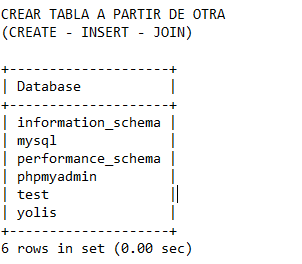 CREAR TABLA A PARTIR DE OTRA
(CREATE - INSERT - JOIN)
+--------------------+
| Database           |
+--------------------+
| information_schema |
| mysql              |
| performance_schema |
| phpmyadmin         |
| test               |
| yolis              |
+--------------------+
6 rows in set (0.00 sec)